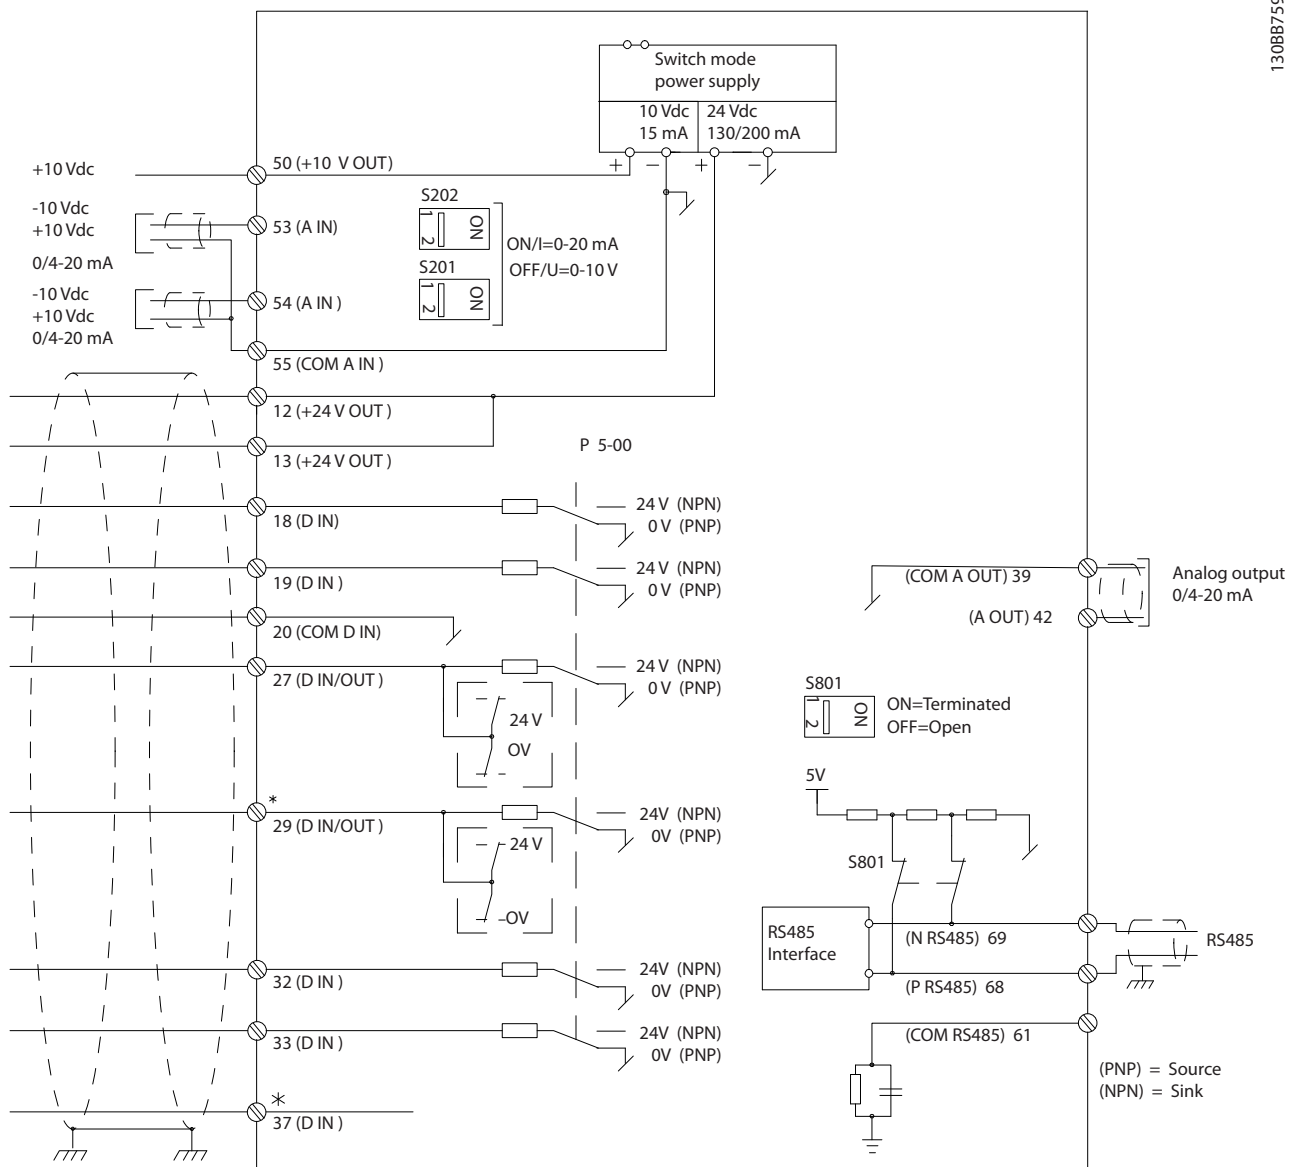 130BB759
Switch mode
power supply
10 Vdc
15 mA
24 Vdc
130/200 mA
+ − + −
+10 Vdc
50 (+10 V OUT)
-10 Vdc
+10 Vdc
0/4-20 mA
53 (A IN)
S202
1
2
ON
ON/I=0-20 mA
OFF/U=0-10 V
S201
1
2
ON
-10 Vdc
+10 Vdc
0/4-20 mA
54 (A IN )
55 (COM A IN )
12 (+24 V OUT )
13 (+24 V OUT )
P 5-00
18 (D IN)
24 V (NPN)
0 V (PNP)
19 (D IN )
24 V (NPN)
0 V (PNP)
20 (COM D IN)
27 (D IN/OUT )
24 V (NPN)
0 V (PNP)
24 V
OV
*
29 (D IN/OUT )
24V (NPN)
0V (PNP)
24 V
OV
32 (D IN )
24V (NPN)
0V (PNP)
33 (D IN )
24V (NPN)
0V (PNP)
*
37 (D IN )
(COM A OUT) 39
(A OUT) 42
Analog output
0/4-20 mA
S801
1
2
ON
ON=Terminated
OFF=Open
5V
S801
RS485
Interface
(N RS485) 69
RS485
(P RS485) 68
(COM RS485) 61
(PNP) = Source
(NPN) = Sink